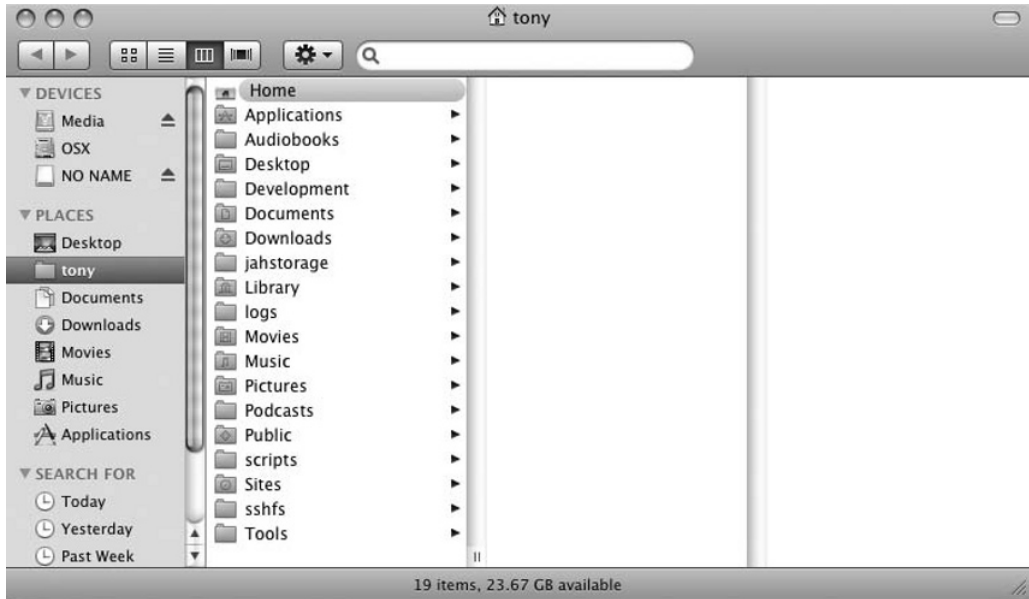 tony
DEVICES
Media
OSX
NO NAME
PLACES
Desktop
tony
Documents
Downloads
Movies
Music
Pictures
Applications
SEARCH FOR
Today
Yesterday
Past Week
Home
Applications
Audiobooks
Desktop
Development
Documents
Downloads
jahstorage
Library
logs
Movies
Music
Pictures
Podcasts
Public
scripts
Sites
sshfs
Tools
19 items, 23.67 GB available